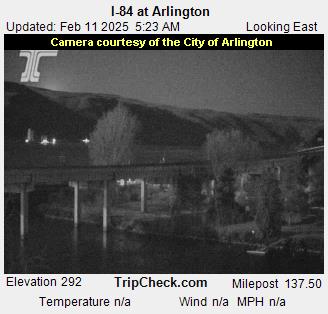 I-84 at Arlington
Updated: Feb 11 2025 5:23 AM Looking East
Camera courtesy of the City of Arlington
Elevation 292 TripCheck.com Milepost 137.50
Temperature n/a Wind n/a MPH n/a